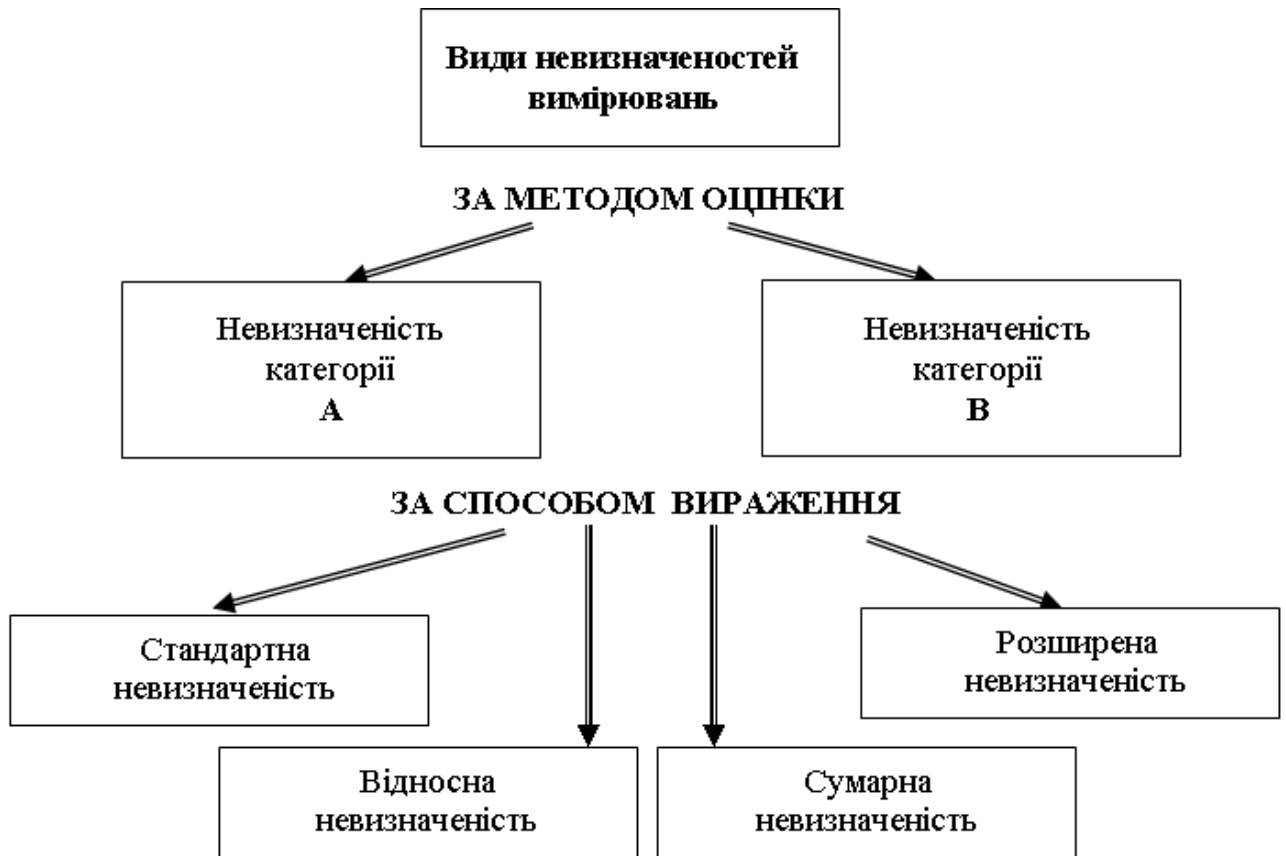 Види невизначеностей
вимірювань
ЗА МЕТОДОМ ОЦІНКИ
Невизначеність
категорії
А
Невизначеність
категорії
В
ЗА СПОСОБОМ ВИРАЖЕННЯ
Стандартна
невизначеність
Розширена
невизначеність
Відносна
невизначеність
Сумарна
невизначеність